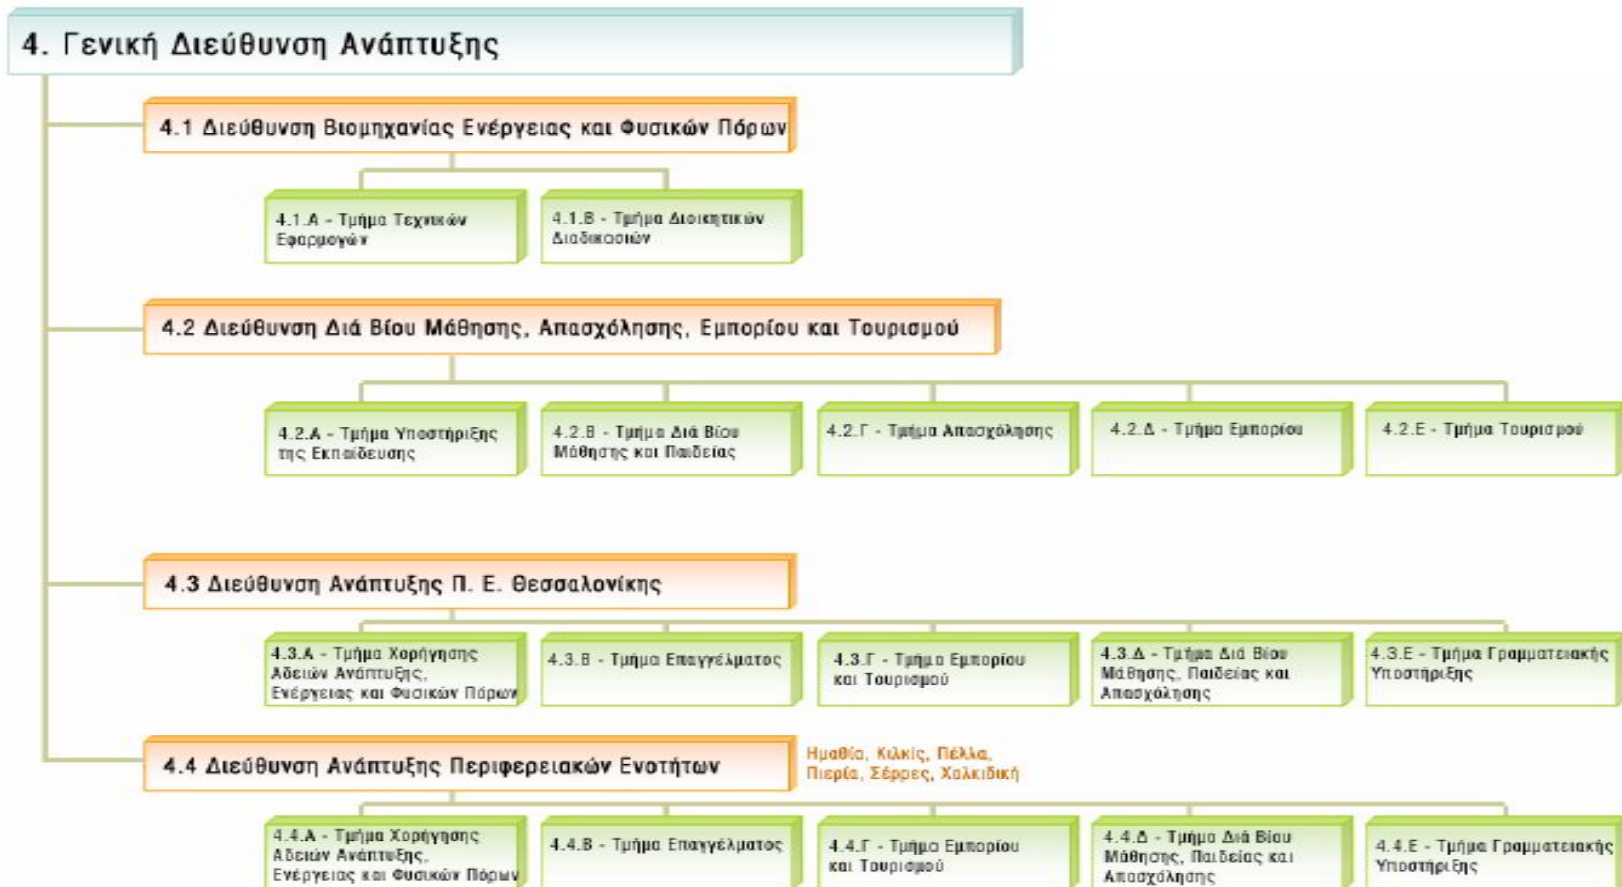 4. Γενική Διεύθυνση Ανάπτυξης
4.1 Διεύθυνση Βιομηχανίας Ενέργειας και Φυσικών Πόρων
4.1.Α - Τμήμα Τεχνικών
Εφαρμογών
4.1.Β - Τμήμα Διοικητικών
Διαδικασιών
4.2 Διεύθυνση Διά Βίου Μάθησης, Απασχόλησης, Εμπορίου και Τουρισμού
4.2.Α - Τμήμα Υποστήριξης
της Εκπαίδευσης
4.2.Β - Τμήμα Διά Βίου
Μάθησης και Παιδείας
4.2.Γ - Τμήμα Απασχόλησης
4.2.Δ - Τμήμα Εμπορίου
4.2.Ε - Τμήμα Τουρισμού
4.3 Διεύθυνση Ανάπτυξης Π. Ε. Θεσσαλονίκης
4.3.Α - Τμήμα Χορήγησης
Αδειών Ανάπτυξης,
Ενέργειας και Φυσικών Πόρων
4.3.Β - Τμήμα Επαγγέλματος
4.3.Γ - Τμήμα Εμπορίου
και Τουρισμού
4.3.Δ - Τμήμα Διά Βίου
Μάθησης, Παιδείας και
Απασχόλησης
4.3.Ε - Τμήμα Γραμματειακής
Υποστήριξης
4.4 Διεύθυνση Ανάπτυξης Περιφερειακών Ενοτήτων
Ημαθία, Κιλκίς, Πέλλα,
Πιερία, Σέρρες, Χαλκιδική
4.4.Α - Τμήμα Χορήγησης
Αδειών Ανάπτυξης,
Ενέργειας και Φυσικών Πόρων
4.4.Β - Τμήμα Επαγγέλματος
4.4.Γ - Τμήμα Εμπορίου
και Τουρισμού
4.4.Δ - Τμήμα Διά Βίου
Μάθησης, Παιδείας και
Απασχόλησης
4.4.Ε - Τμήμα Γραμματειακής
Υποστήριξης